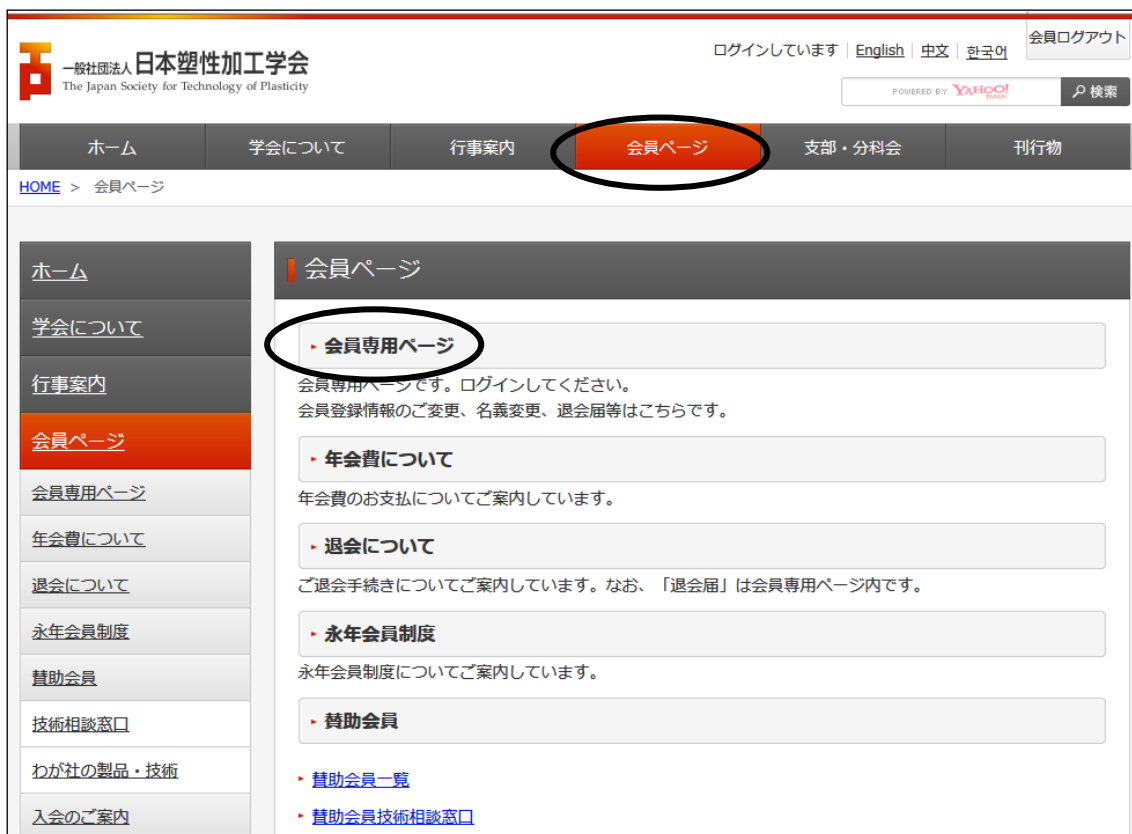 会員ログアウト
ログインしています English 中文 한국어
一般社団法人 日本塑性加工学会
The Japan Society for Technology of Plasticity
POWERED BY YAHOO! JAPAN 検索
ホーム 学会について 行事案内 会員ページ 支部・分科会 刊行物
HOME > 会員ページ
ホーム
学会について
行事案内
会員ページ
会員専用ページ
年会費について
退会について
永年会員制度
賛助会員
技術相談窓口
わが社の製品・技術
入会のご案内
会員ページ
会員専用ページ
会員専用ページです。ログインしてください。
会員登録情報のご変更、名義変更、退会届等はこちらです。
年会費について
年会費のお支払についてご案内しています。
退会について
ご退会手続きについてご案内しています。なお、「退会届」は会員専用ページ内です。
永年会員制度
永年会員制度についてご案内しています。
賛助会員
賛助会員一覧
賛助会員技術相談窓口